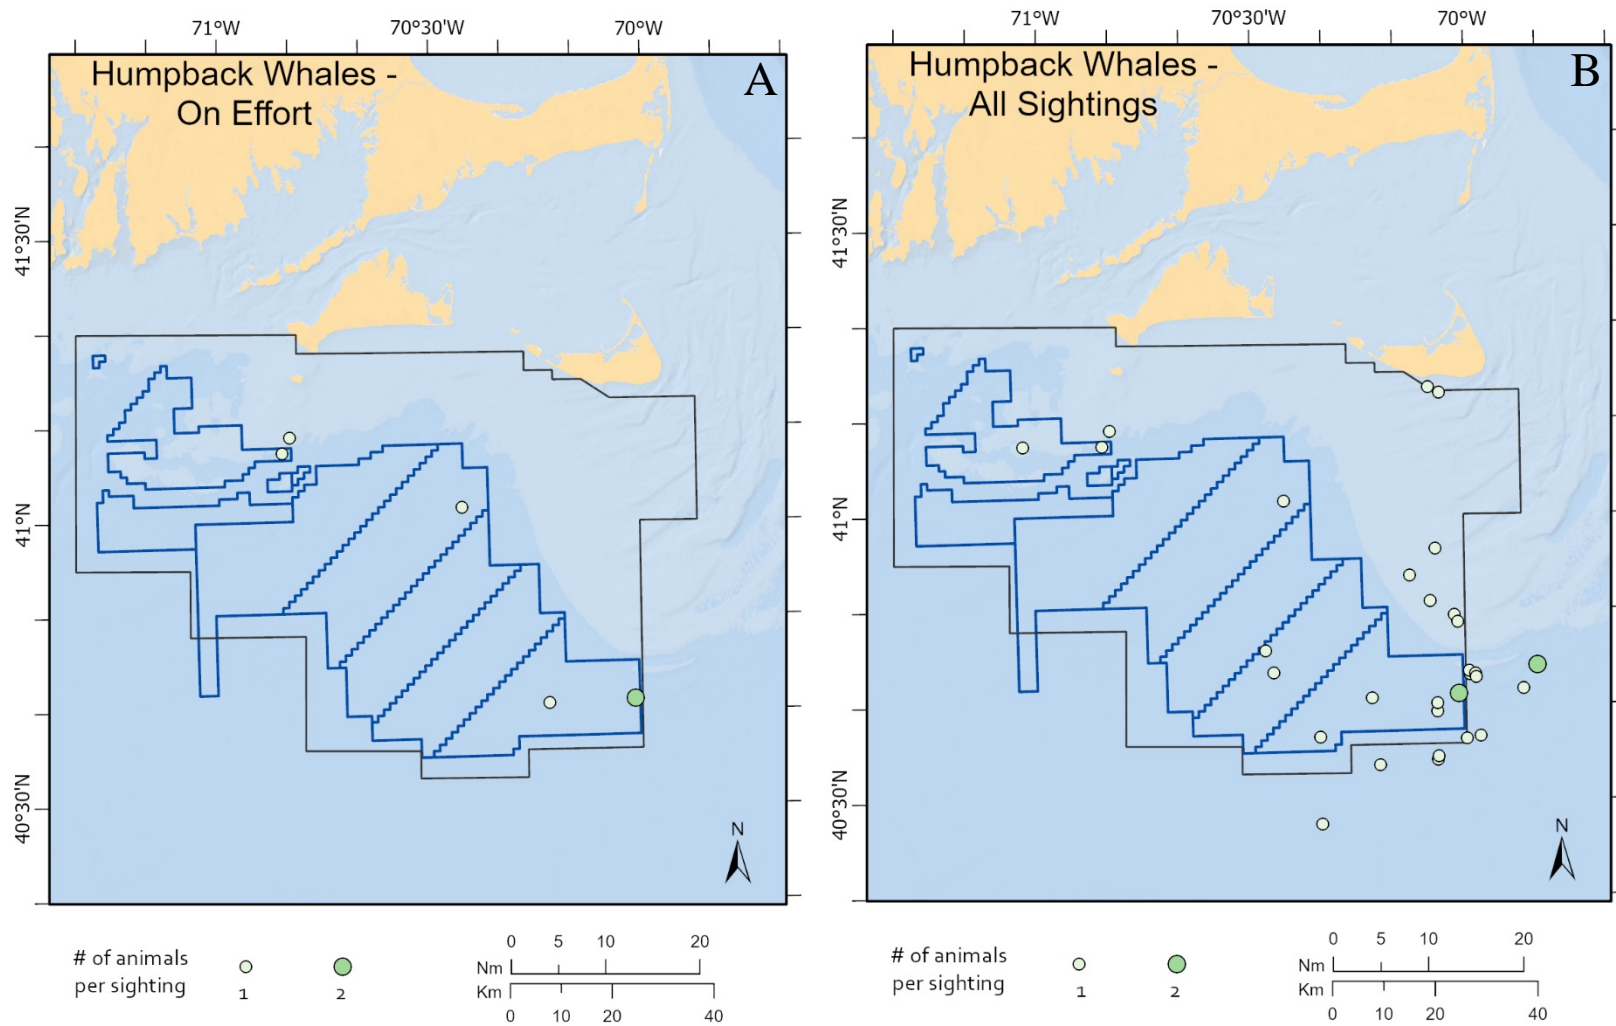 71°W 70°30'W 70°W
Humpback Whales -
On Effort
A
41°30'N
41°N
40°30'N
N
# of animals
per sighting
1 2
0 5 10 20
Nm
Km
0 10 20 40
71°W 70°30'W 70°W
Humpback Whales -
All Sightings
B
41°30'N
41°N
40°30'N
N
# of animals
per sighting
1 2
0 5 10 20
Nm
Km
0 10 20 40